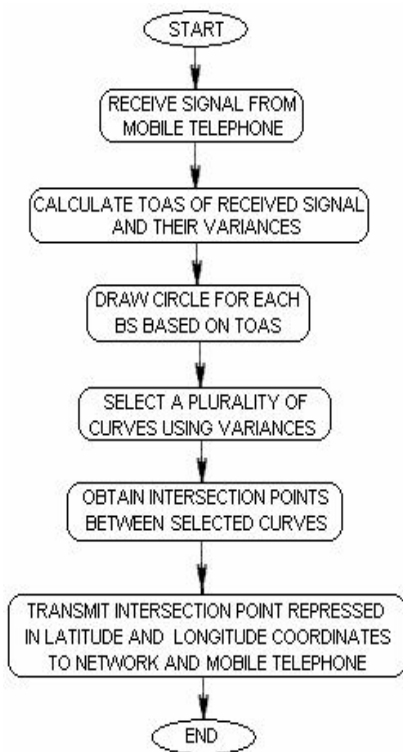 START
RECEIVE SIGNAL FROM
MOBILE TELEPHONE
CALCULATE TOAS OF RECEIVED SIGNAL
AND THEIR VARIANCES
DRAW CIRCLE FOR EACH
BS BASED ON TOAS
SELECT A PLURALITY OF
CURVES USING VARIANCES
OBTAIN INTERSECTION POINTS
BETWEEN SELECTED CURVES
TRANSMIT INTERSECTION POINT REPRESSED
IN LATITUDE AND LONGITUDE COORDINATES
TO NETWORK AND MOBILE TELEPHONE
END